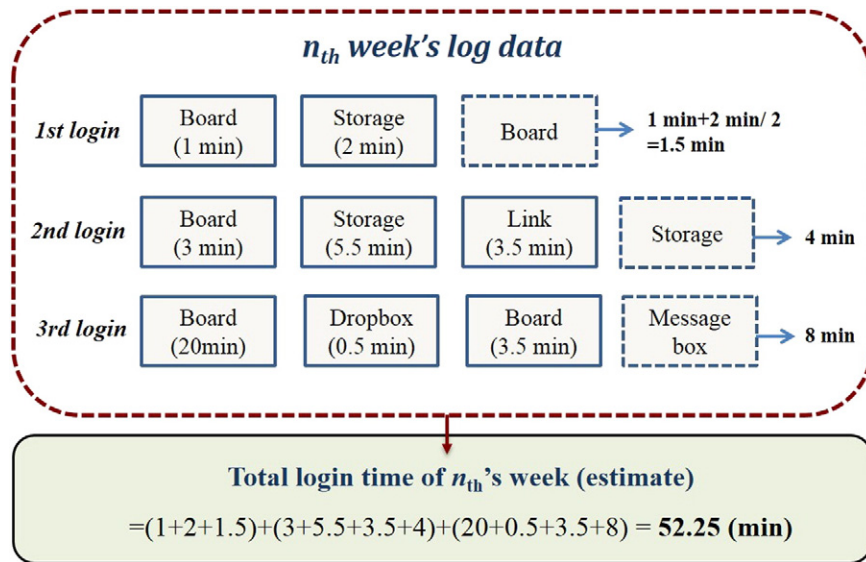 nth week's log data
1st login
Board
(1 min)
Storage
(2 min)
Board
1 min+2 min/ 2
=1.5 min
2nd login
Board
(3 min)
Storage
(5.5 min)
Link
(3.5 min)
Storage
4 min
3rd login
Board
(20min)
Dropbox
(0.5 min)
Board
(3.5 min)
Message
box
8 min
Total login time of nth's week (estimate)
=(1+2+1.5)+(3+5.5+3.5+4)+(20+0.5+3.5+8) = 52.25 (min)